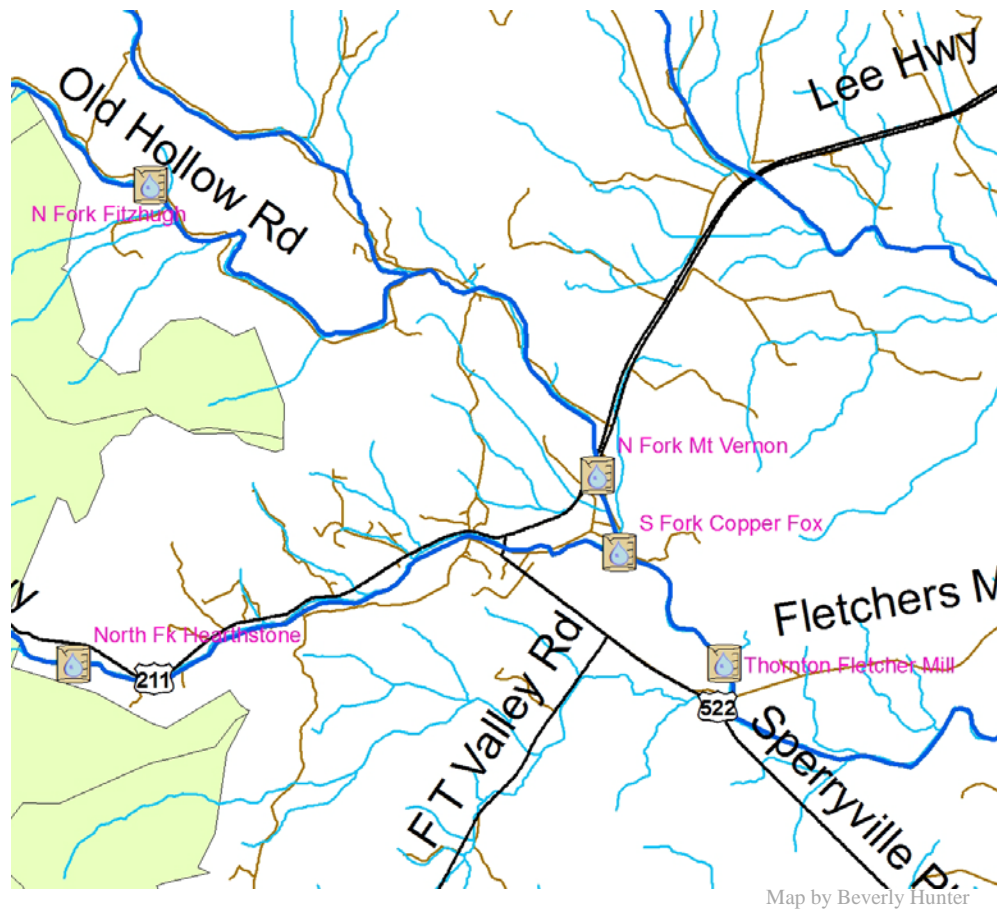 Lee Hwy
Old Hollow Rd
N Fork Fitzhugh
N Fork Mt Vernon
S Fork Copper Fox
Fletchers M
wy
North Fk Hearthstone
211
F T Valley Rd
Thornton Fletcher Mill
522
Sperryville
Map by Beverly Hunter